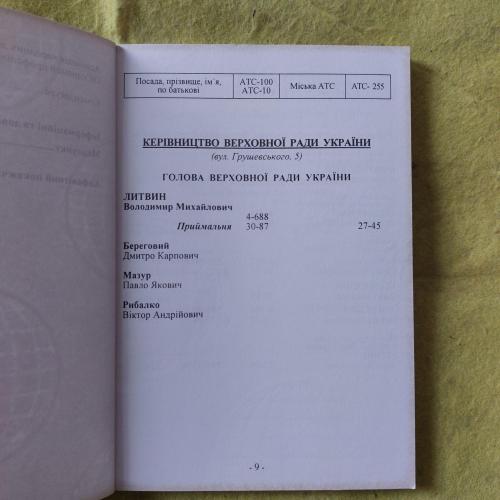 Посада, прізвище, ім`я,
по батькові
АТС-100
АТС-10
Міська АТС
АТС- 255
КЕРІВНИЦТВО ВЕРХОВНОЇ РАДИ УКРАЇНИ
(вул. Грушевського. 5)
ГОЛОВА ВЕРХОВНОЇ РАДИ УКРАЇНИ
ЛИТВИН
Володимир Михайлович
4-688
Приймальня 30-87 27-45
Береговий
Дмитро Карпович
Мазур
Павло Якович
Рибалко
Віктор Андрійович
- 9 -